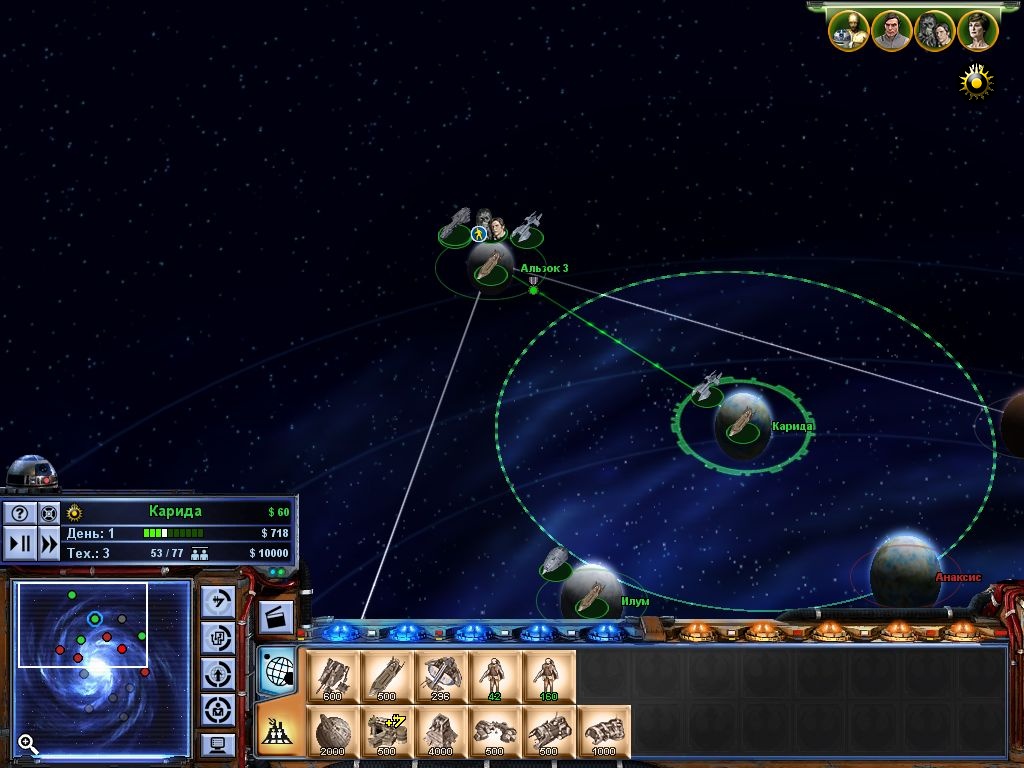 Альзок 3
Карида
Анаксис
Илум
Карида $ 60
День: 1 $ 718
Тех.: 3 53 / 77 $ 10000
600 500 296 42 160
2000 +7 500 4000 500 500 1000